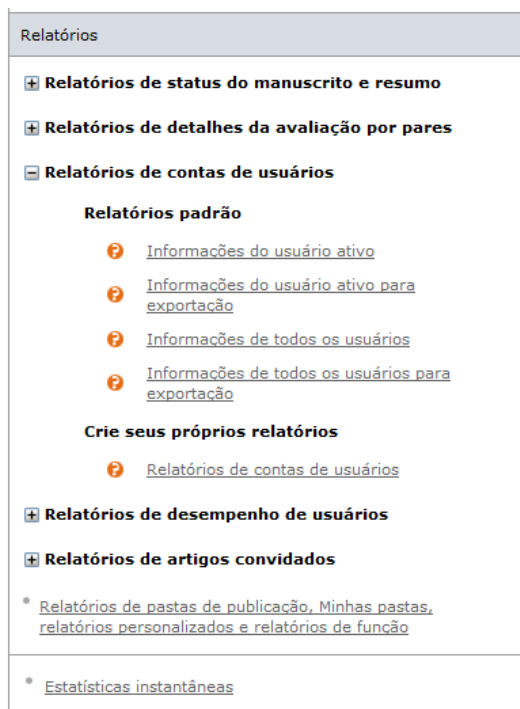 Relatórios
Relatórios de status do manuscrito e resumo
Relatórios de detalhes da avaliação por pares
Relatórios de contas de usuários
Relatórios padrão
Informações do usuário ativo
Informações do usuário ativo para
exportação
Informações de todos os usuários
Informações de todos os usuários para
exportação
Crie seus próprios relatórios
Relatórios de contas de usuários
Relatórios de desempenho de usuários
Relatórios de artigos convidados
Relatórios de pastas de publicação, Minhas pastas,
relatórios personalizados e relatórios de função
Estatísticas instantâneas